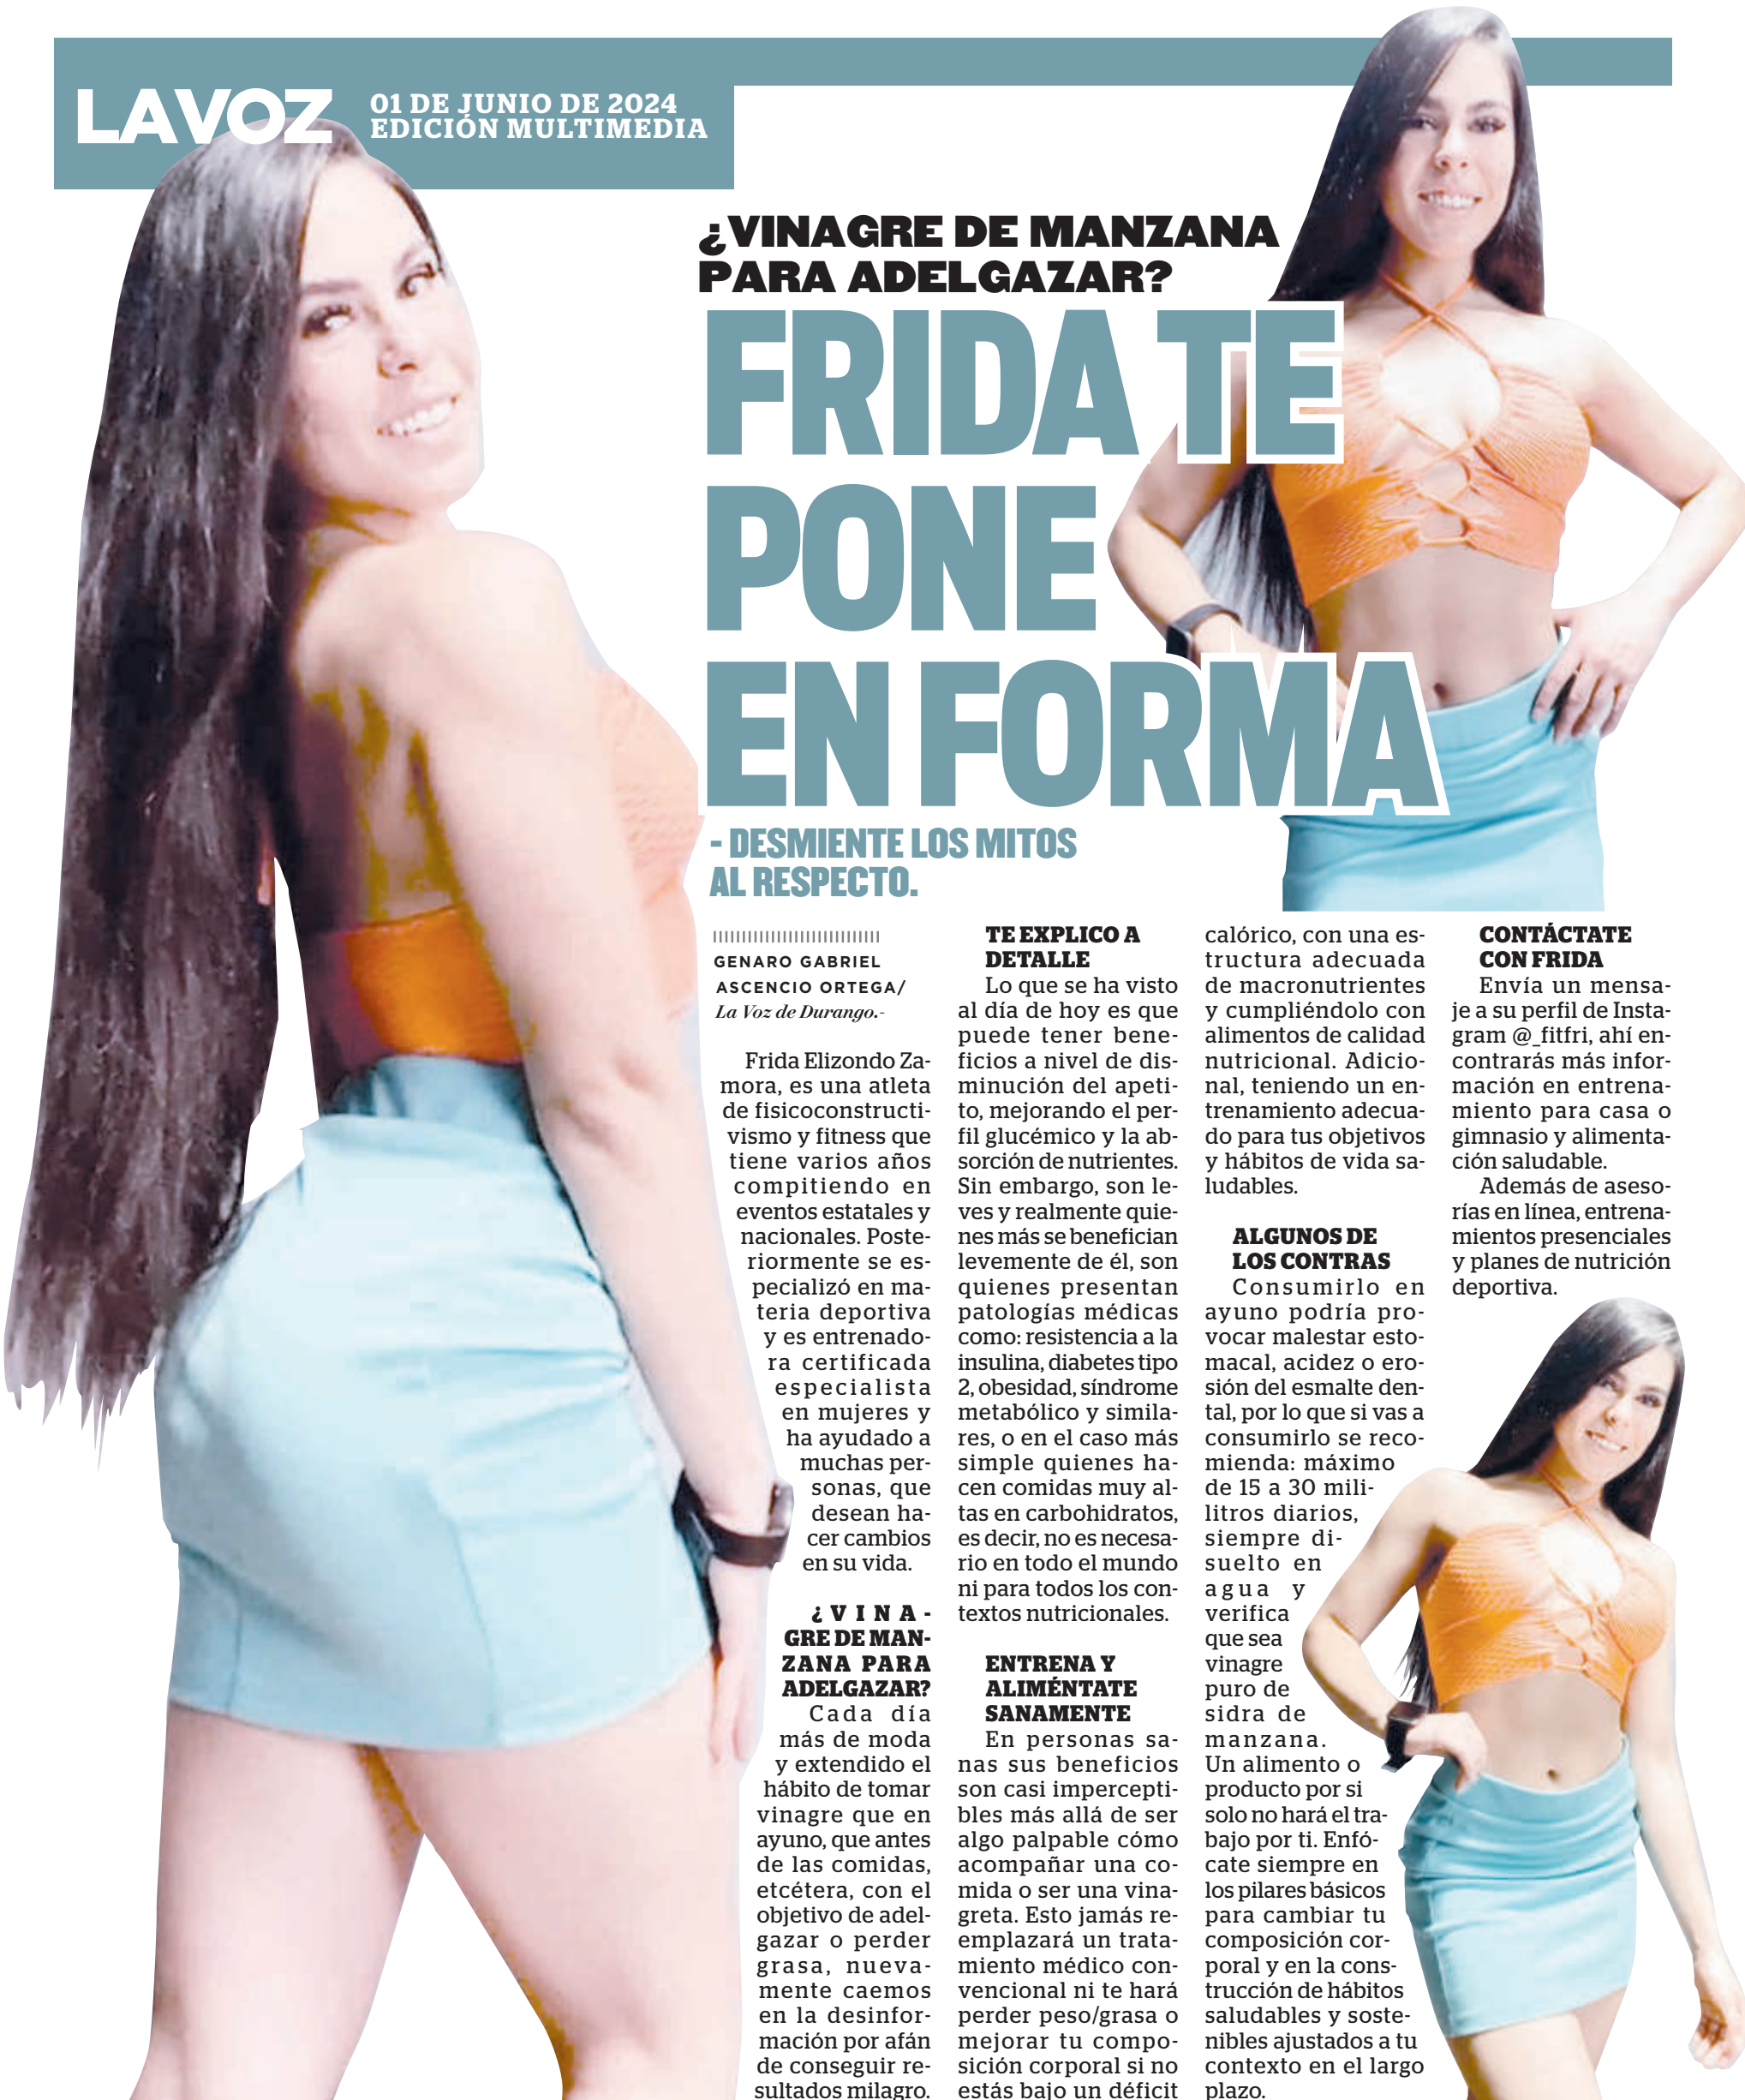 LA VOZ
01 DE JUNIO DE 2024
EDICIÓN MULTIMEDIA
¿VINAGRE DE MANZANA
PARA ADELGAZAR?
FRIDA TE
PONE
EN FORMA
- DESMIENTE LOS MITOS
AL RESPECTO.
GENARO GABRIEL
ASCENCIO ORTEGA/
La Voz de Durango.-
Frida Elizondo Za-
mora, es una atleta
de fisicoconstructi-
vismo y fitness que
tiene varios años
compitiendo en
eventos estatales y
nacionales. Poste-
riormente se es-
pecializó en ma-
teria deportiva
y es entrenado-
ra certificada
especialista
en mujeres y
ha ayudado a
muchas per-
sonas, que
desean ha-
cer cambios
en su vida.
¿VINA-
GRE DE MAN-
ZANA PARA
ADELGAZAR?
Cada día
más de moda
y extendido el
hábito de tomar
vinagre que en
ayuno, que antes
de las comidas,
etcétera, con el
objetivo de adel-
gazar o perder
grasa, nueva-
mente caemos
en la desinfor-
mación por afán
de conseguir re-
sultados milagro.
TE EXPLICO A
DETALLE
Lo que se ha visto
al día de hoy es que
puede tener bene-
ficios a nivel de dis-
minución del apeti-
to, mejorando el per-
fil glucémico y la ab-
sorción de nutrientes.
Sin embargo, son le-
ves y realmente quie-
nes más se benefician
levemente de él, son
quienes presentan
patologías médicas
como: resistencia a la
insulina, diabetes tipo
2, obesidad, síndrome
metabólico y simila-
res, o en el caso más
simple quienes ha-
cen comidas muy al-
tas en carbohidratos,
es decir, no es necesa-
rio en todo el mundo
ni para todos los con-
textos nutricionales.
ENTRENA Y
ALIMÉNTATE
SANAMENTE
En personas sa-
nas sus beneficios
son casi impercepti-
bles más allá de ser
algo palpable cómo
acompañar una co-
mida o ser una vina-
greta. Esto jamás re-
emplazará un trata-
miento médico con-
vencional ni te hará
perder peso/grasa o
mejorar tu compo-
sición corporal si no
estás bajo un déficit
calórico, con una es-
tructura adecuada
de macronutrientes
y cumpliéndolo con
alimentos de calidad
nutricional. Adicio-
nal, teniendo un en-
trenamiento adecua-
do para tus objetivos
y hábitos de vida sa-
ludables.
ALGUNOS DE
LOS CONTRAS
Consumirlo en
ayuno podría pro-
vocar malestar esto-
macal, acidez o ero-
sión del esmalte den-
tal, por lo que si vas a
consumirlo se reco-
mienda: máximo
de 15 a 30 mili-
litros diarios,
siempre di-
suelto en
agua y
verifica
que sea
vinagre
puro de
sidra de
manzana.
Un alimento o
producto por si
solo no hará el tra-
bajo por ti. Enfó-
cate siempre en
los pilares básicos
para cambiar tu
composición cor-
poral y en la cons-
trucción de hábitos
saludables y soste-
nibles ajustados a tu
contexto en el largo
plazo.
CONTÁCTATE
CON FRIDA
Envía un mensa-
je a su perfil de Insta-
gram @_fitfri, ahí en-
contrarás más infor-
mación en entrena-
miento para casa o
gimnasio y alimenta-
ción saludable.
Además de aseso-
rías en línea, entrena-
mientos presenciales
y planes de nutrición
deportiva.